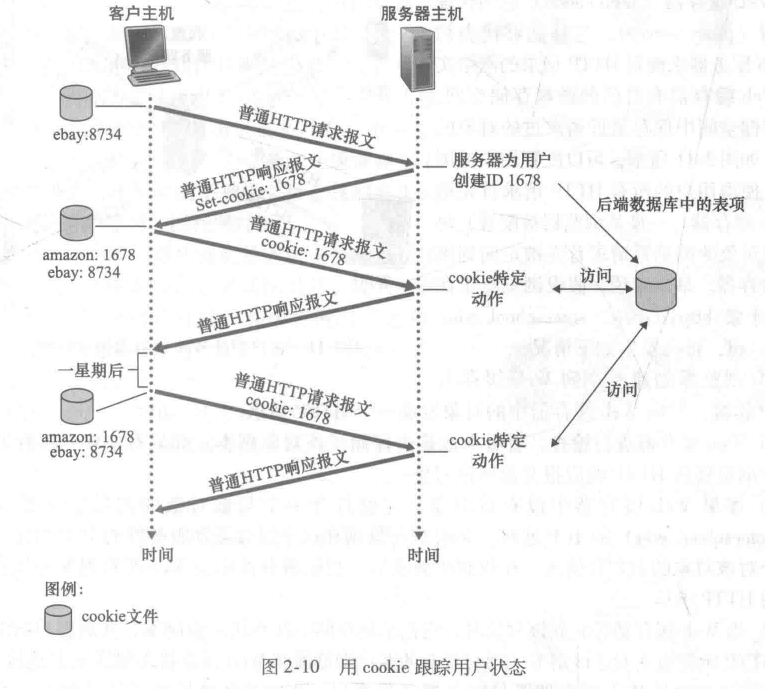 客户主机
服务器主机
ebay:8734
普通HTTP请求报文
服务器为用户
创建ID 1678
普通HTTP响应报文
Set-cookie: 1678
后端数据库中的表项
amazon: 1678
ebay: 8734
普通HTTP请求报文
cookie: 1678
cookie特定
动作
访问
普通HTTP响应报文
一星期后
访问
普通HTTP请求报文
cookie: 1678
amazon: 1678
ebay: 8734
cookie特定
动作
普通HTTP响应报文
时间
时间
图例:
cookie文件
图 2-10 用 cookie 跟踪用户状态